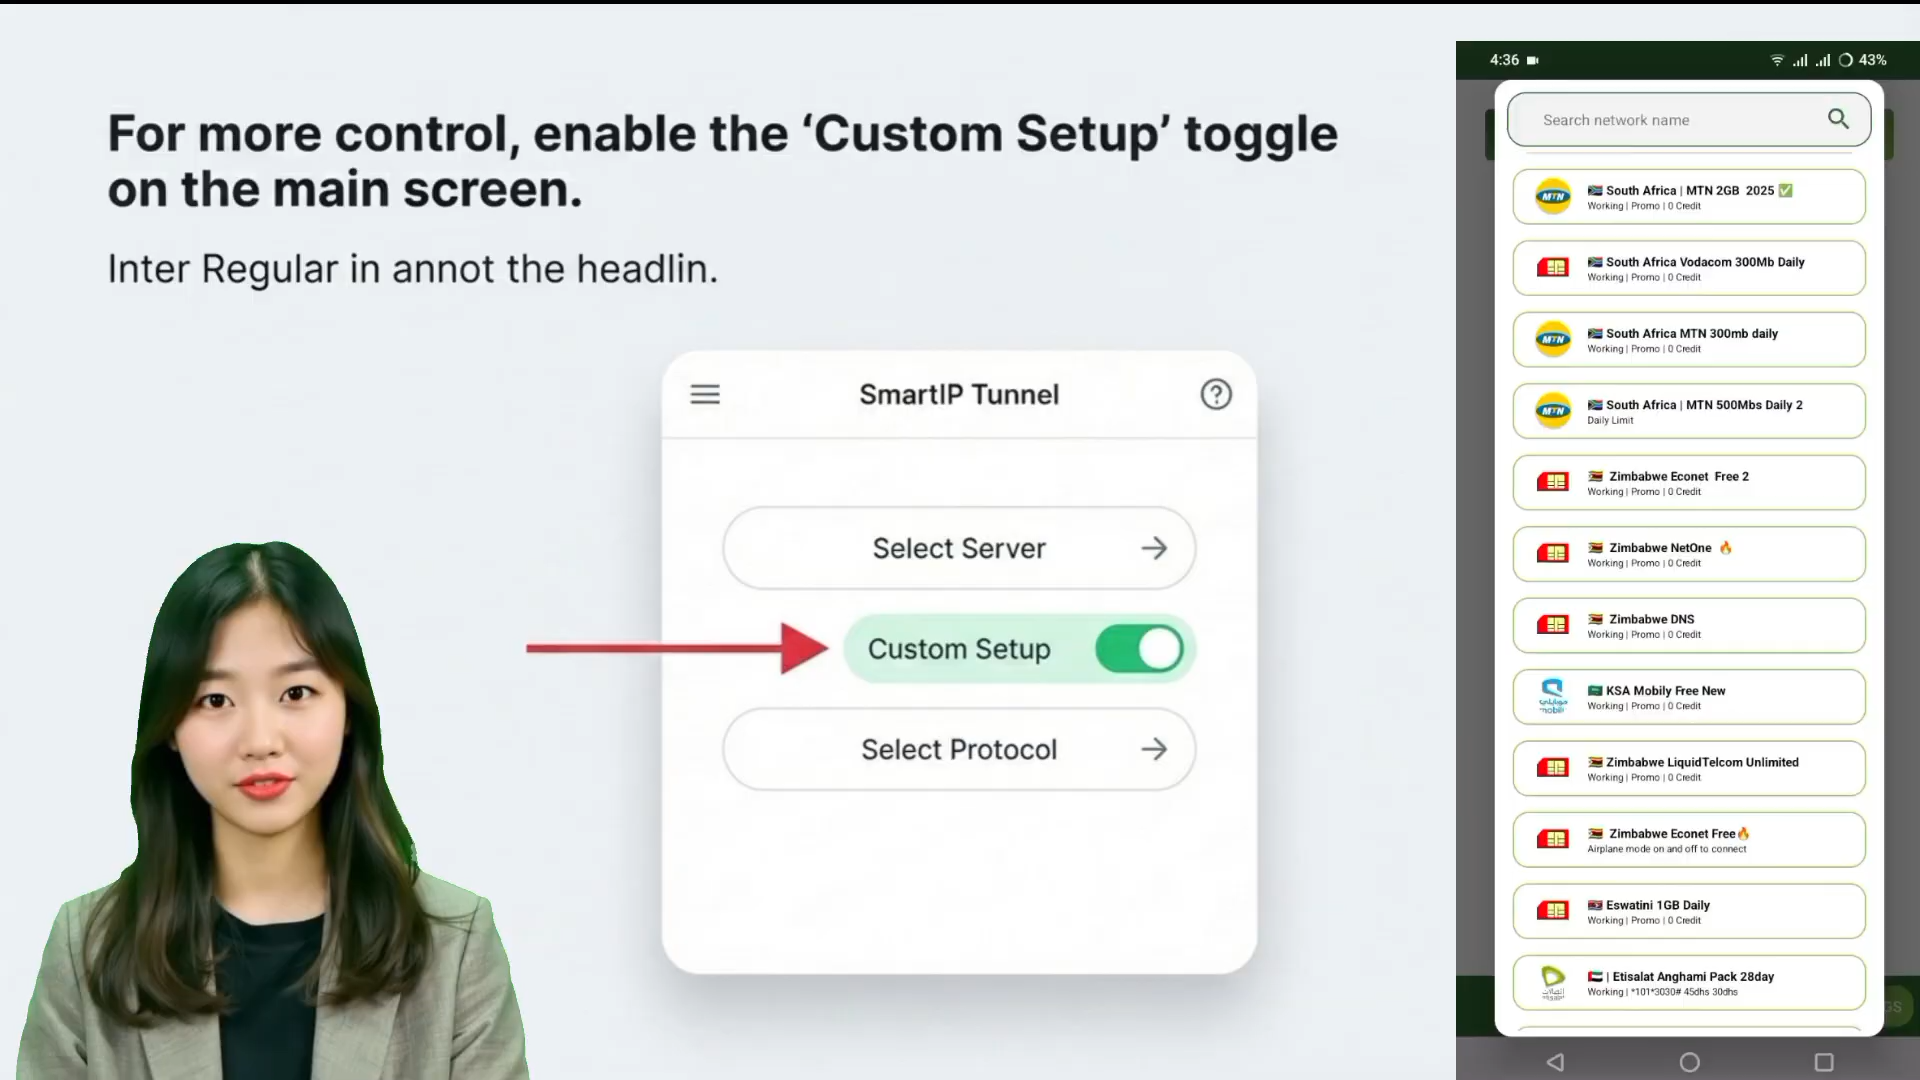 For more control, enable the ‘Custom Setup’ toggle
on the main screen.
Inter Regular in annot the headlin.
SmartIP Tunnel
Select Server
Custom Setup
Select Protocol
4:36
43%
Search network name
MTN
South Africa | MTN 2GB 2025
Working | Promo | 0 Credit
South Africa Vodacom 300Mb Daily
Working | Promo | 0 Credit
MTN
South Africa MTN 300mb daily
Working | Promo | 0 Credit
MTN
South Africa | MTN 500Mbs Daily 2
Daily Limit
Zimbabwe Econet Free 2
Working | Promo | 0 Credit
Zimbabwe NetOne
Working | Promo | 0 Credit
Zimbabwe DNS
Working | Promo | 0 Credit
موبايلي
mobily
KSA Mobily Free New
Working | Promo | 0 Credit
Zimbabwe LiquidTelcom Unlimited
Working | Promo | 0 Credit
Zimbabwe Econet Free
Airplane mode on and off to connect
Eswatini 1GB Daily
Working | Promo | 0 Credit
| Etisalat Anghami Pack 28day
Working | *101*3030# 45dhs 30dhs